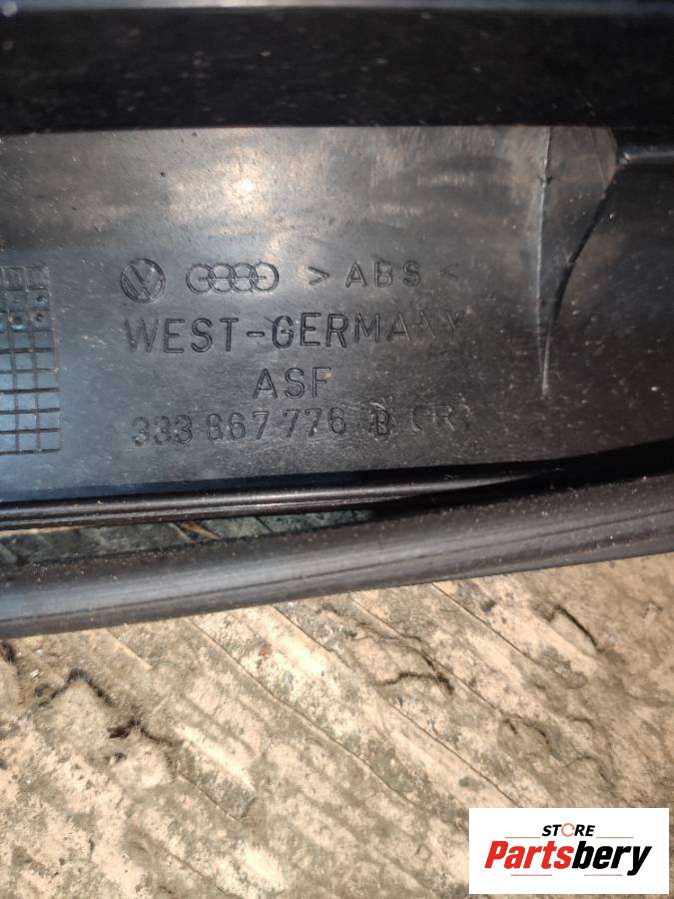 > ABS <
WEST-GERMANY
ASF
333 867 776 B
STORE
Partsbery